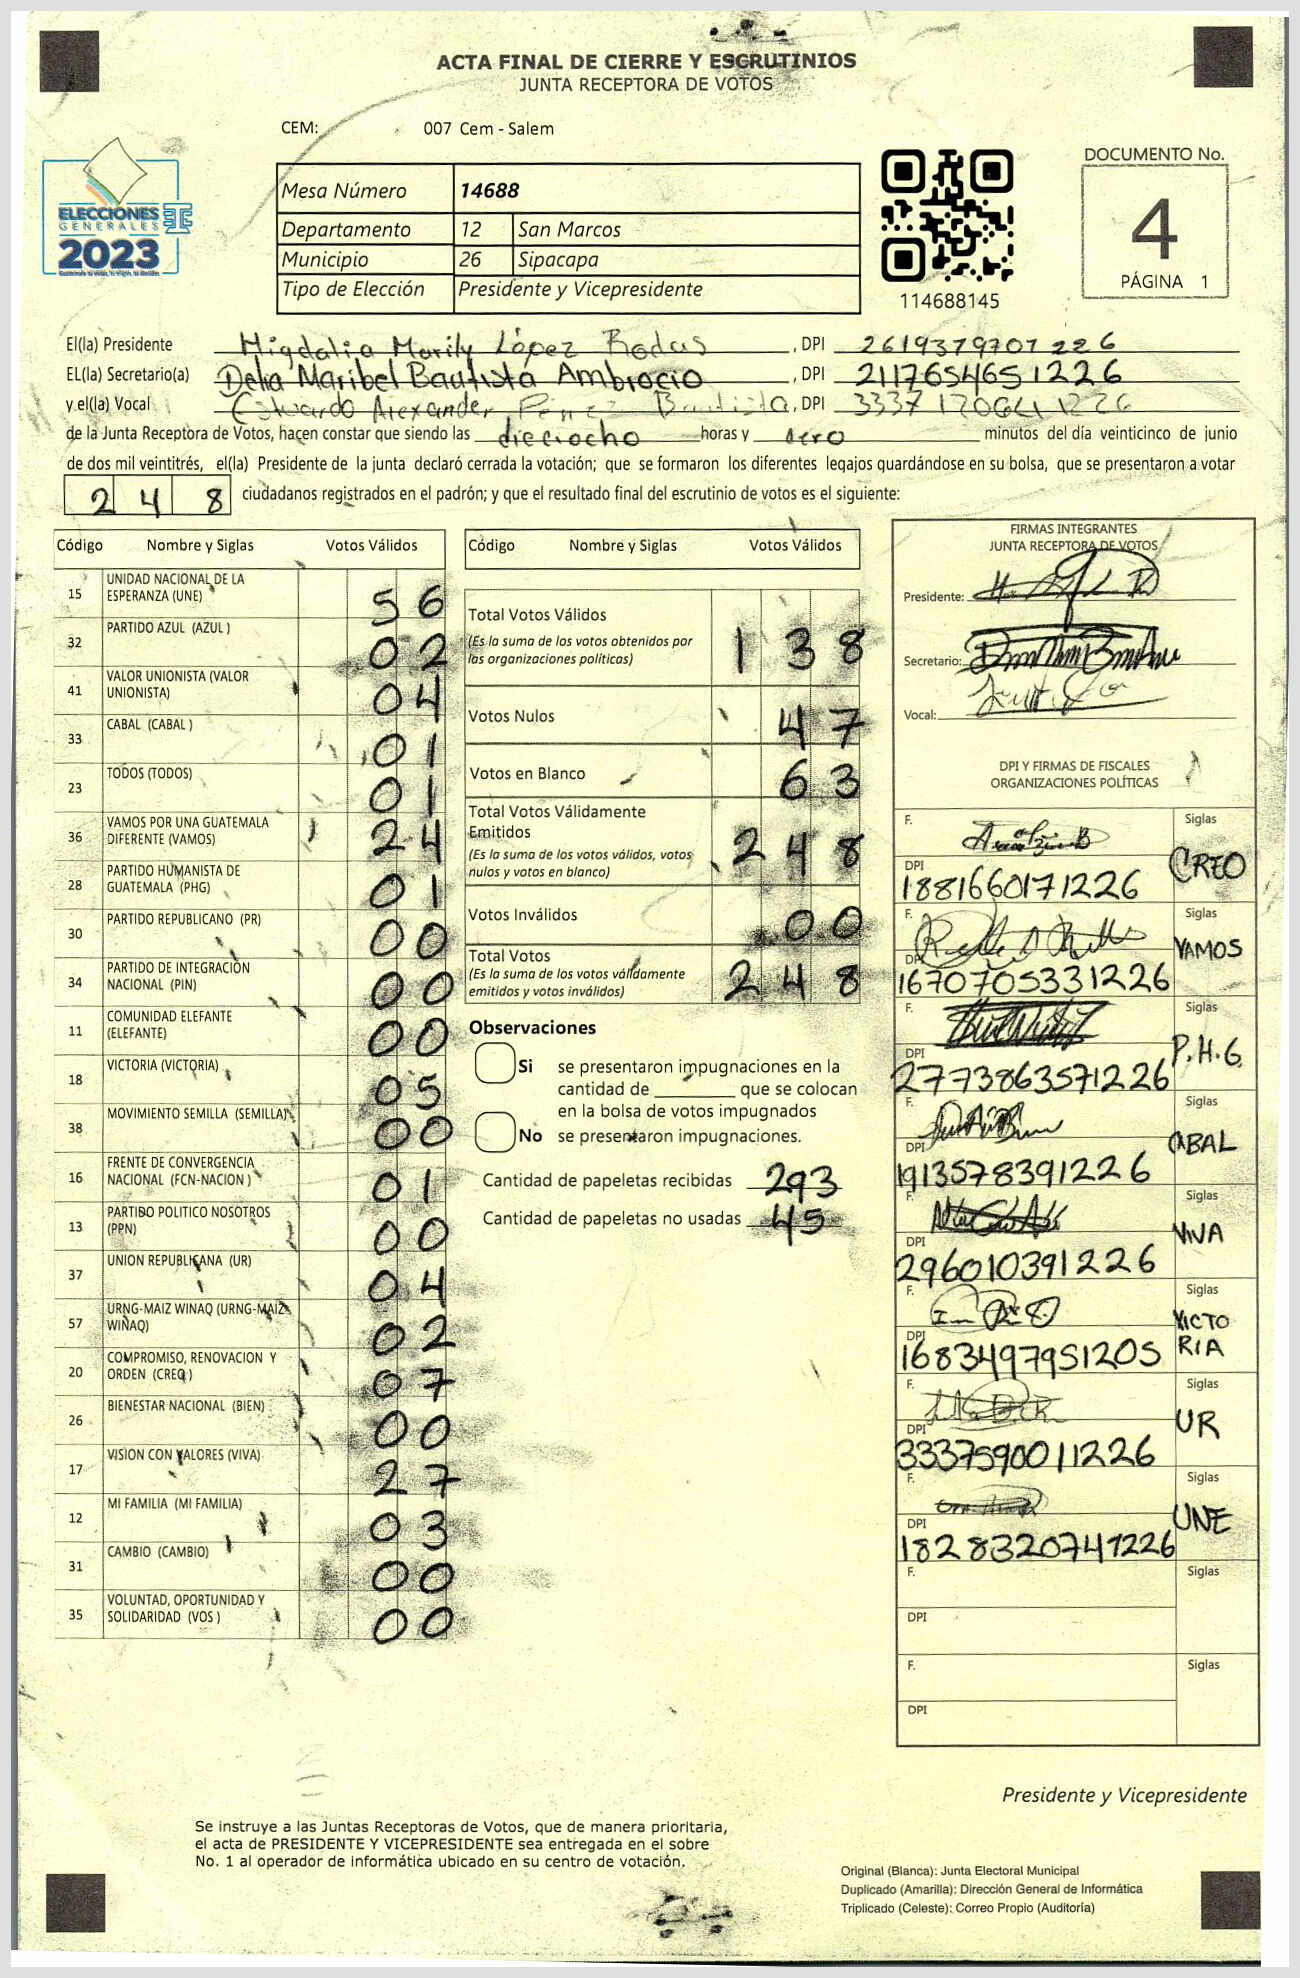 ACTA FINAL DE CIERRE Y ESCRUTINIOS
JUNTA RECEPTORA DE VOTOS
CEM: 007 Cem - Salem
ELECCIONES
GENERALES
2023
Mesa Número 14688
Departamento 12 San Marcos
Municipio 26 Sipacapa
Tipo de Elección Presidente y Vicepresidente
114688145
DOCUMENTO No.
4
PÁGINA 1
El(la) Presidente Migdalia Marily López Rodas, DPI 2619379701226
EL(la) Secretario(a) Delia Maribel Bautista Ambrocio, DPI 2117654651226
y el(la) Vocal Estuardo Alexander Pérez Bautista, DPI 3337120641226
de la Junta Receptora de Votos, hacen constar que siendo las dieciocho horas y cero minutos del día veinticinco de junio
de dos mil veintitrés, el(la) Presidente de la junta declaró cerrada la votación; que se formaron los diferentes legajos guardándose en su bolsa, que se presentaron a votar
248 ciudadanos registrados en el padrón; y que el resultado final del escrutinio de votos es el siguiente:
Código Nombre y Siglas Votos Válidos
15 UNIDAD NACIONAL DE LA ESPERANZA (UNE) 56
32 PARTIDO AZUL (AZUL ) 02
41 VALOR UNIONISTA (VALOR UNIONISTA) 04
33 CABAL (CABAL ) 01
23 TODOS (TODOS) 01
36 VAMOS POR UNA GUATEMALA DIFERENTE (VAMOS) 24
28 PARTIDO HUMANISTA DE GUATEMALA (PHG) 01
30 PARTIDO REPUBLICANO (PR) 00
34 PARTIDO DE INTEGRACIÓN NACIONAL (PIN) 00
11 COMUNIDAD ELEFANTE (ELEFANTE) 00
18 VICTORIA (VICTORIA) 05
38 MOVIMIENTO SEMILLA (SEMILLA) 00
16 FRENTE DE CONVERGENCIA NACIONAL (FCN-NACION ) 01
13 PARTIDO POLITICO NOSOTROS (PPN) 00
37 UNION REPUBLICANA (UR) 04
57 URNG-MAIZ WINAQ (URNG-MAIZ-WINAQ) 02
20 COMPROMISO, RENOVACION Y ORDEN (CREO ) 07
26 BIENESTAR NACIONAL (BIEN) 00
17 VISION CON VALORES (VIVA) 27
12 MI FAMILIA (MI FAMILIA) 03
31 CAMBIO (CAMBIO) 00
35 VOLUNTAD, OPORTUNIDAD Y SOLIDARIDAD (VOS ) 00
Código Nombre y Siglas Votos Válidos
Total Votos Válidos 138
(Es la suma de los votos obtenidos por
las organizaciones políticas)
Votos Nulos 47
Votos en Blanco 63
Total Votos Válidamente Emitidos 248
(Es la suma de los votos válidos, votos
nulos y votos en blanco)
Votos Inválidos 00
Total Votos 248
(Es la suma de los votos válidamente
emitidos y votos inválidos)
Observaciones
Si se presentaron impugnaciones en la
cantidad de ________ que se colocan
en la bolsa de votos impugnados
No se presentaron impugnaciones.
Cantidad de papeletas recibidas 293
Cantidad de papeletas no usadas 45
FIRMAS INTEGRANTES
JUNTA RECEPTORA DE VOTOS
Presidente:
Secretario:
Vocal:
DPI Y FIRMAS DE FISCALES
ORGANIZACIONES POLÍTICAS
F. Siglas CREO
DPI 1881660171226
F. Siglas VAMOS
DPI 1670705331226
F. Siglas P.H.G.
DPI 2773863571226
F. Siglas CABAL
DPI 1913578391226
F. Siglas VIVA
DPI 296010391226
F. Siglas VICTORIA
DPI 1683497951205
F. Siglas UR
DPI 3337590011226
F. Siglas UNE
DPI 1828320741226
F. Siglas
DPI
F. Siglas
DPI
Presidente y Vicepresidente
Se instruye a las Juntas Receptoras de Votos, que de manera prioritaria,
el acta de PRESIDENTE Y VICEPRESIDENTE sea entregada en el sobre
No. 1 al operador de informática ubicado en su centro de votación.
Original (Blanca): Junta Electoral Municipal
Duplicado (Amarilla): Dirección General de Informática
Triplicado (Celeste): Correo Propio (Auditoría)